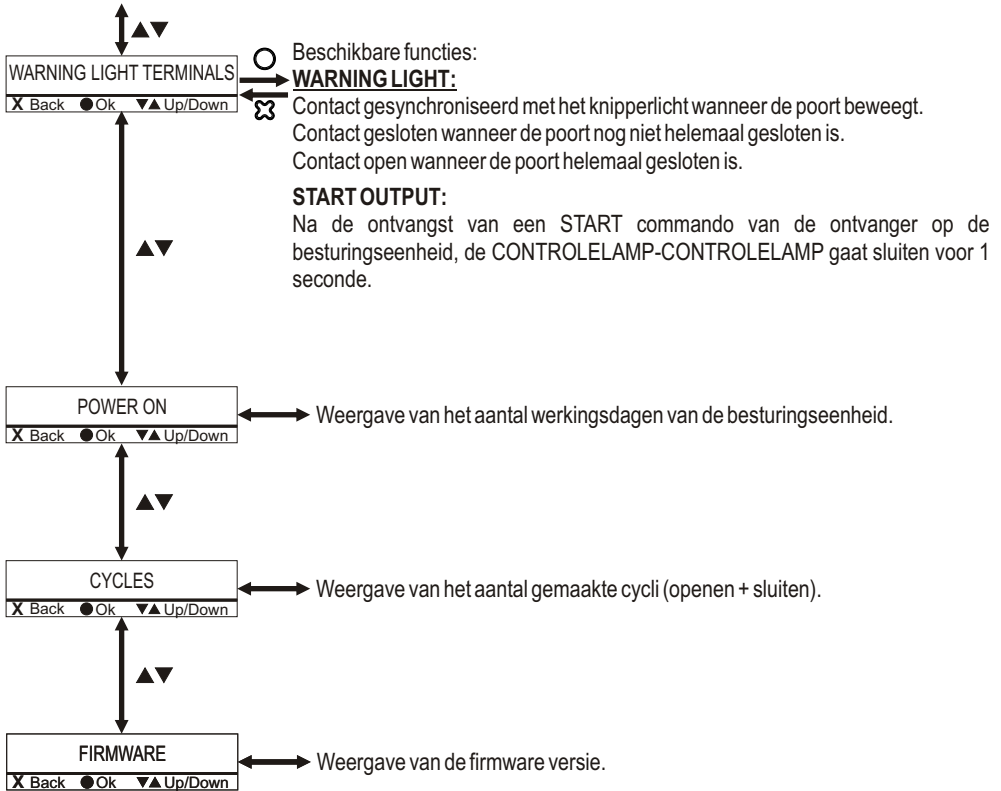 ▲▼
WARNING LIGHT TERMINALS
X Back ●Ok ▼▲ Up/Down
Beschikbare functies:
WARNING LIGHT:
Contact gesynchroniseerd met het knipperlicht wanneer de poort beweegt.
Contact gesloten wanneer de poort nog niet helemaal gesloten is.
Contact open wanneer de poort helemaal gesloten is.
START OUTPUT:
Na de ontvangst van een START commando van de ontvanger op de
besturingseenheid, de CONTROLELAMP-CONTROLELAMP gaat sluiten voor 1
seconde.
▲▼
POWER ON
X Back ●Ok ▼▲ Up/Down
Weergave van het aantal werkingsdagen van de besturingseenheid.
▲▼
CYCLES
X Back ●Ok ▼▲ Up/Down
Weergave van het aantal gemaakte cycli (openen + sluiten).
▲▼
FIRMWARE
X Back ●Ok ▼▲ Up/Down
Weergave van de firmware versie.